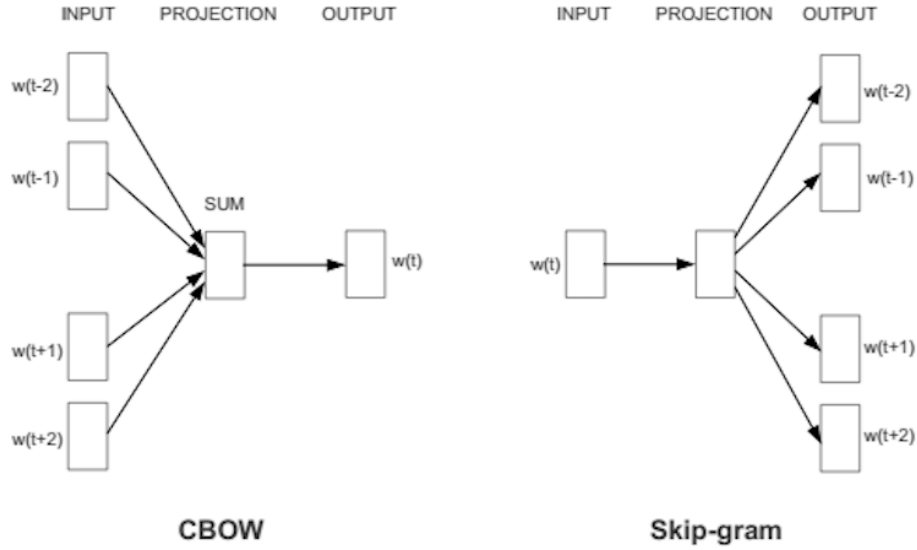 INPUT PROJECTION OUTPUT
w(t-2)
w(t-1)
SUM
w(t)
w(t+1)
w(t+2)
CBOW
INPUT PROJECTION OUTPUT
w(t-2)
w(t-1)
w(t)
w(t+1)
w(t+2)
Skip-gram